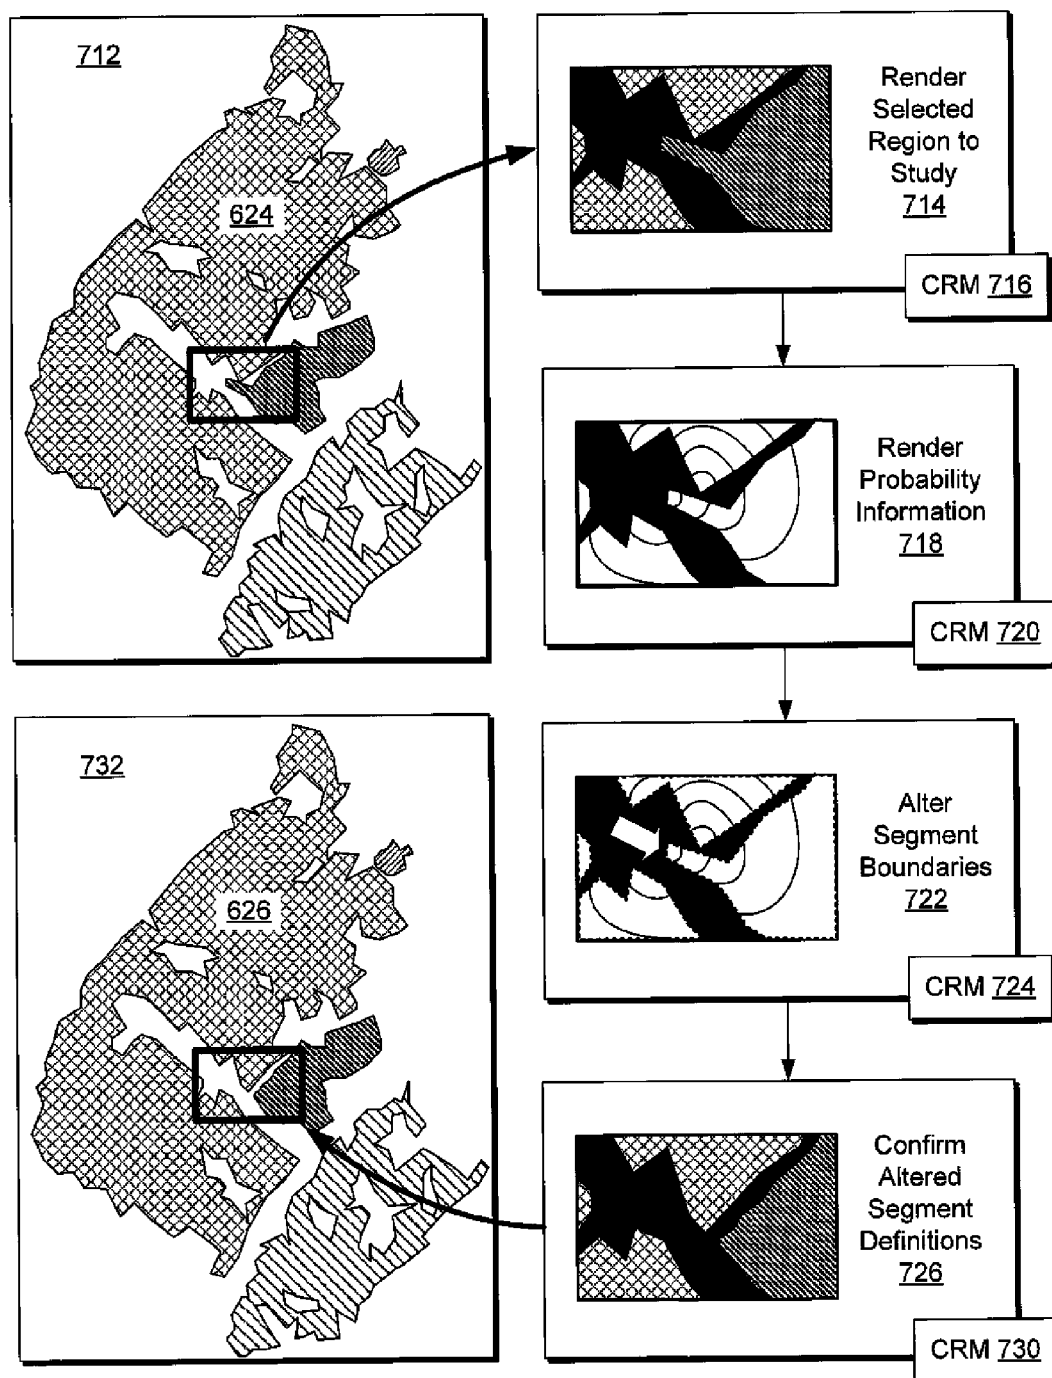 712
624
Render
Selected
Region to
Study
714
CRM 716
Render
Probability
Information
718
CRM 720
Alter
Segment
Boundaries
722
CRM 724
732
626
Confirm
Altered
Segment
Definitions
726
CRM 730